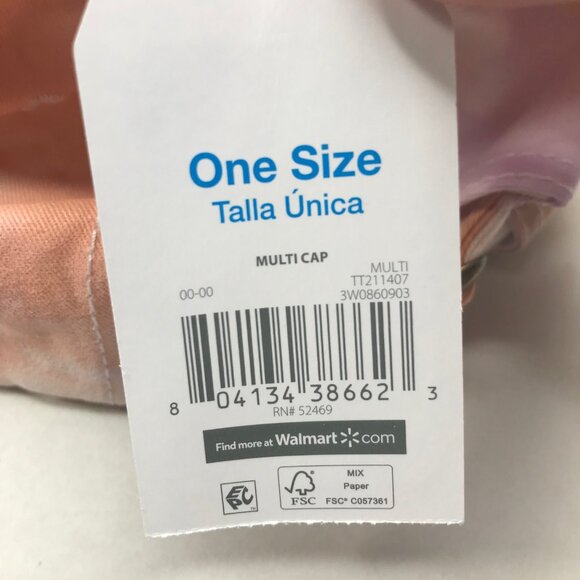 One Size
Talla Única
MULTI CAP
MULTI
TT211407
00-00
3W0860903
8 04134 38662 3
RN# 52469
Find more at Walmart.com
EPC™
MIX
Paper
FSC
FSC® C057361